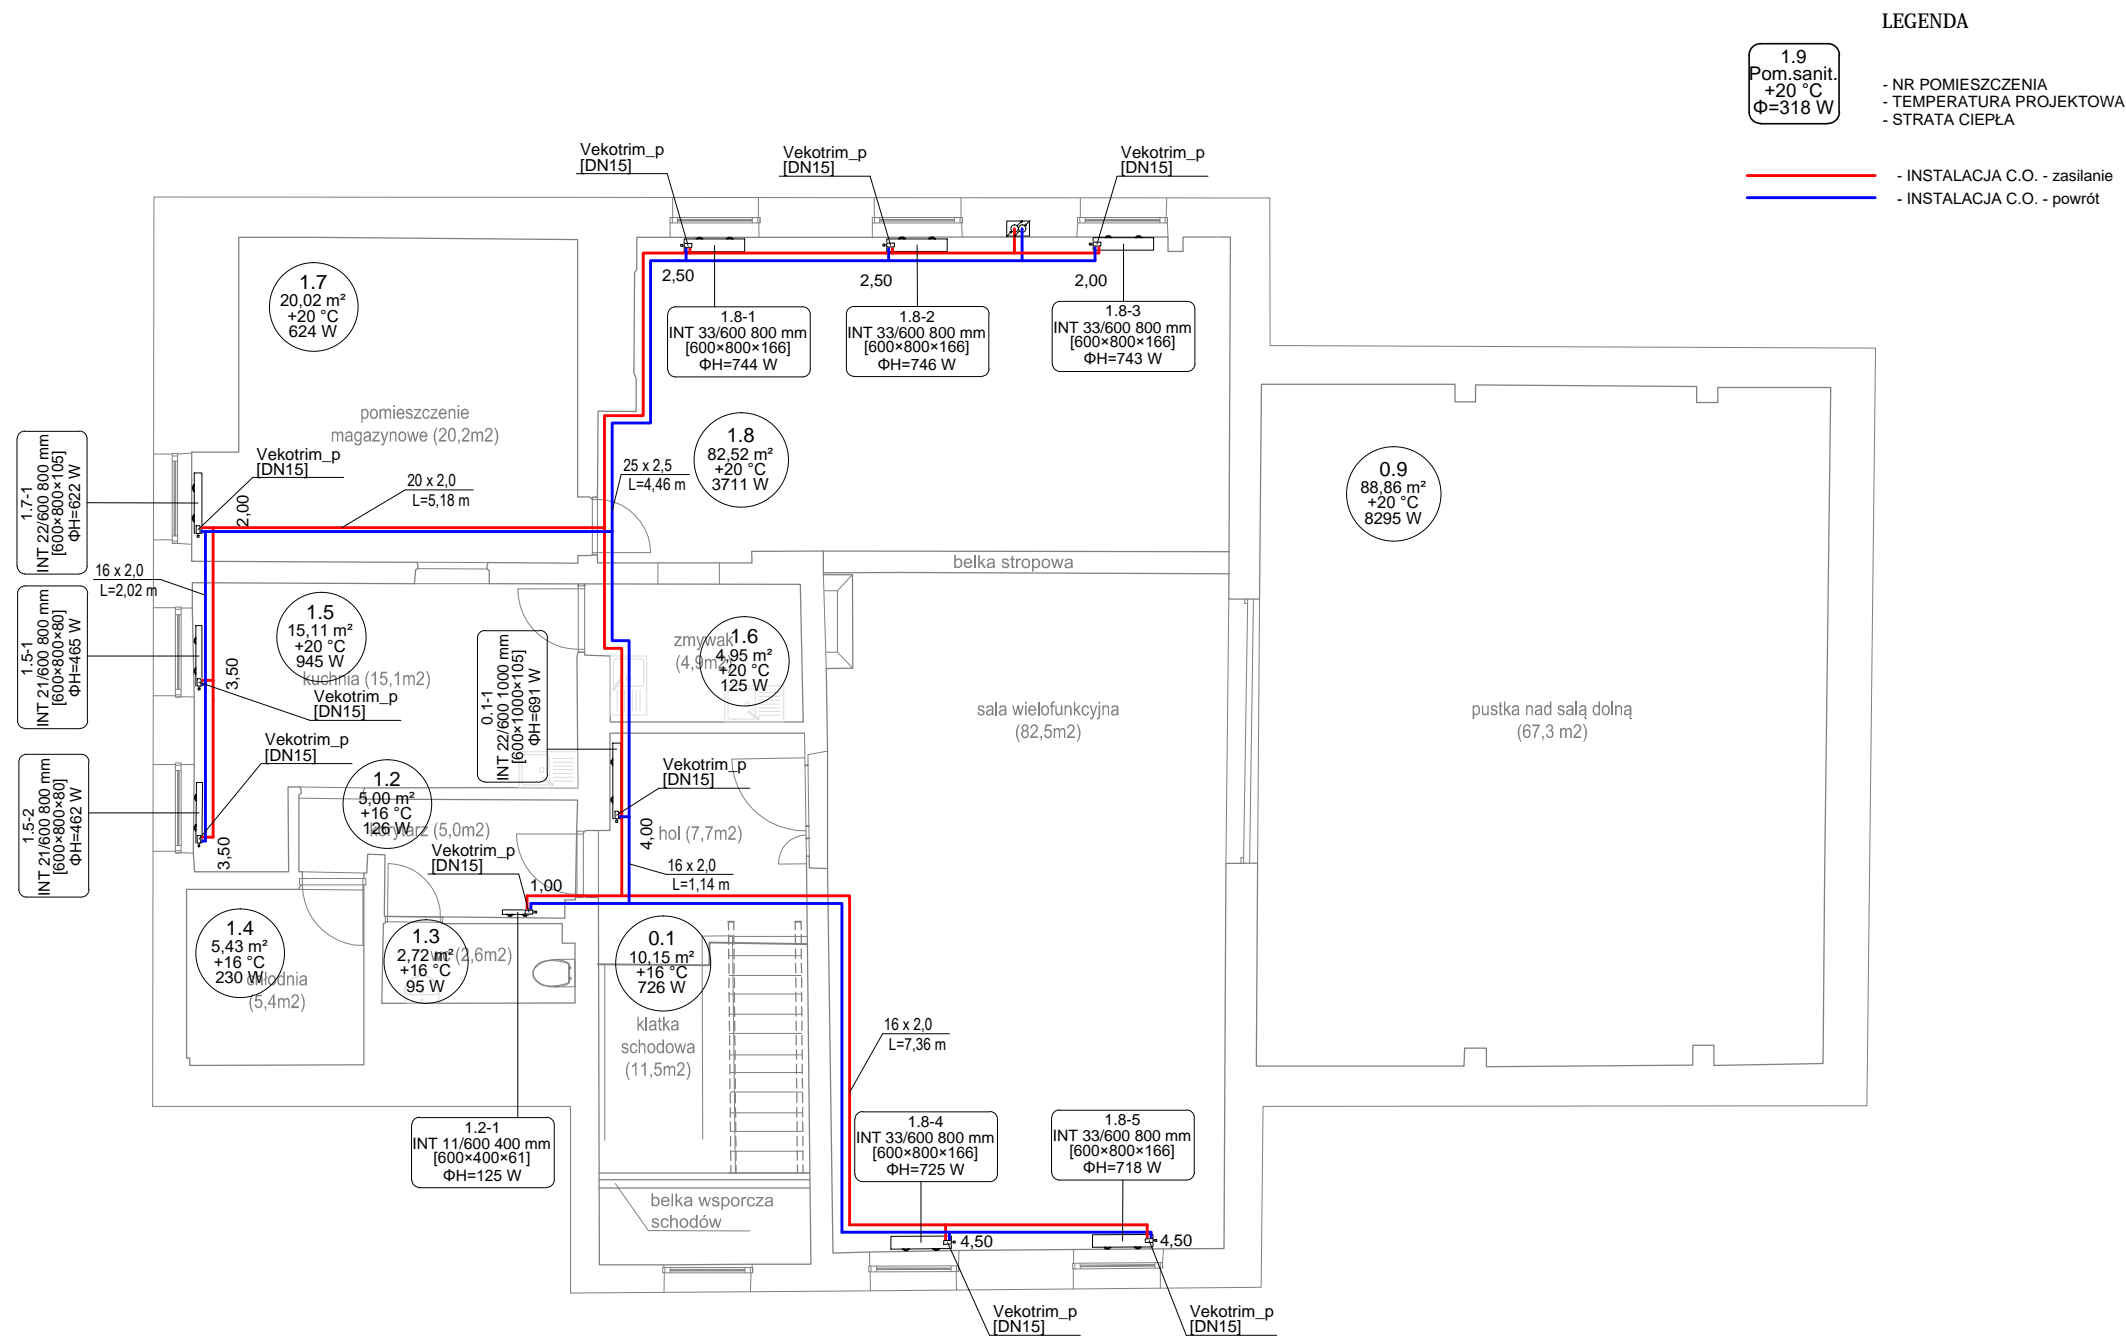 LEGENDA
1.9
Pom.sanit.
+20 °C
Φ=318 W
- NR POMIESZCZENIA
- TEMPERATURA PROJEKTOWA
- STRATA CIEPŁA
- INSTALACJA C.O. - zasilanie
- INSTALACJA C.O. - powrót
Vekotrim_p
[DN15]
Vekotrim_p
[DN15]
Vekotrim_p
[DN15]
2,50
2,50
2,00
1.8-1
INT 33/600 800 mm
[600×800×166]
ΦH=744 W
1.8-2
INT 33/600 800 mm
[600×800×166]
ΦH=746 W
1.8-3
INT 33/600 800 mm
[600×800×166]
ΦH=743 W
1.7
20,02 m²
+20 °C
624 W
pomieszczenie
magazynowe (20,2m2)
1.7-1
INT 22/600 800 mm
[600×800×105]
ΦH=622 W
Vekotrim_p
[DN15]
2,00
20 x 2,0
L=5,18 m
25 x 2,5
L=4,46 m
1.8
82,52 m²
+20 °C
3711 W
0.9
88,86 m²
+20 °C
8295 W
belka stropowa
16 x 2,0
L=2,02 m
1.5-1
INT 21/600 800 mm
[600×800×80]
ΦH=465 W
1.5
15,11 m²
+20 °C
945 W
kuchnia (15,1m2)
3,50
Vekotrim_p
[DN15]
0.1-1
INT 22/600 1000 mm
[600×1000×105]
ΦH=691 W
zmywak
(4,9m2)
1.6
4,95 m²
+20 °C
125 W
sala wielofunkcyjna
(82,5m2)
pustka nad salą dolną
(67,3 m2)
1.5-2
INT 21/600 800 mm
[600×800×80]
ΦH=462 W
Vekotrim_p
[DN15]
3,50
1.2
5,00 m²
+16 °C
126 W
korytarz (5,0m2)
Vekotrim_p
[DN15]
4,00
hol (7,7m2)
Vekotrim_p
[DN15]
1,00
16 x 2,0
L=1,14 m
1.4
5,43 m²
+16 °C
230 W
chłodnia
(5,4m2)
1.3
2,72 m²
+16 °C
95 W
wc (2,6m2)
0.1
10,15 m²
+16 °C
726 W
klatka
schodowa
(11,5m2)
16 x 2,0
L=7,36 m
1.2-1
INT 11/600 400 mm
[600×400×61]
ΦH=125 W
1.8-4
INT 33/600 800 mm
[600×800×166]
ΦH=725 W
1.8-5
INT 33/600 800 mm
[600×800×166]
ΦH=718 W
belka wsporcza
schodów
4,50
4,50
Vekotrim_p
[DN15]
Vekotrim_p
[DN15]